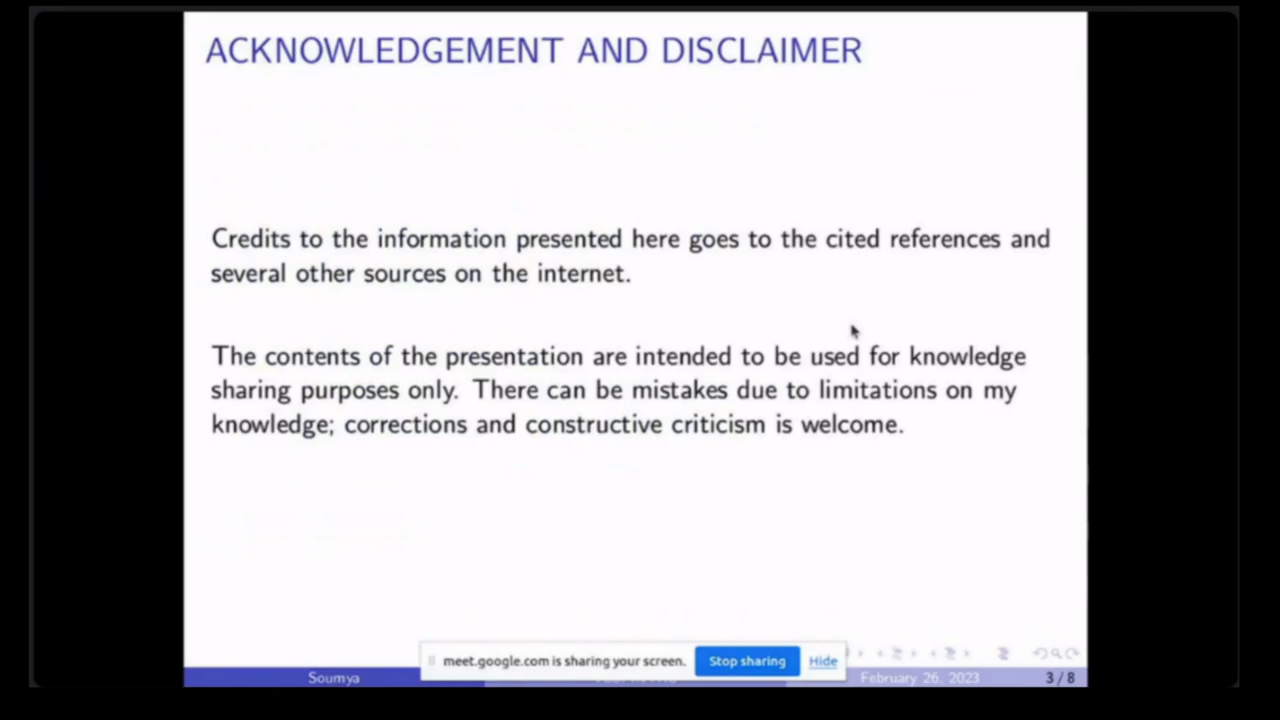 ACKNOWLEDGEMENT AND DISCLAIMER
Credits to the information presented here goes to the cited references and
several other sources on the internet.
The contents of the presentation are intended to be used for knowledge
sharing purposes only. There can be mistakes due to limitations on my
knowledge; corrections and constructive criticism is welcome.
meet.google.com is sharing your screen. Stop sharing Hide
Soumya February 26, 2023 3 / 8